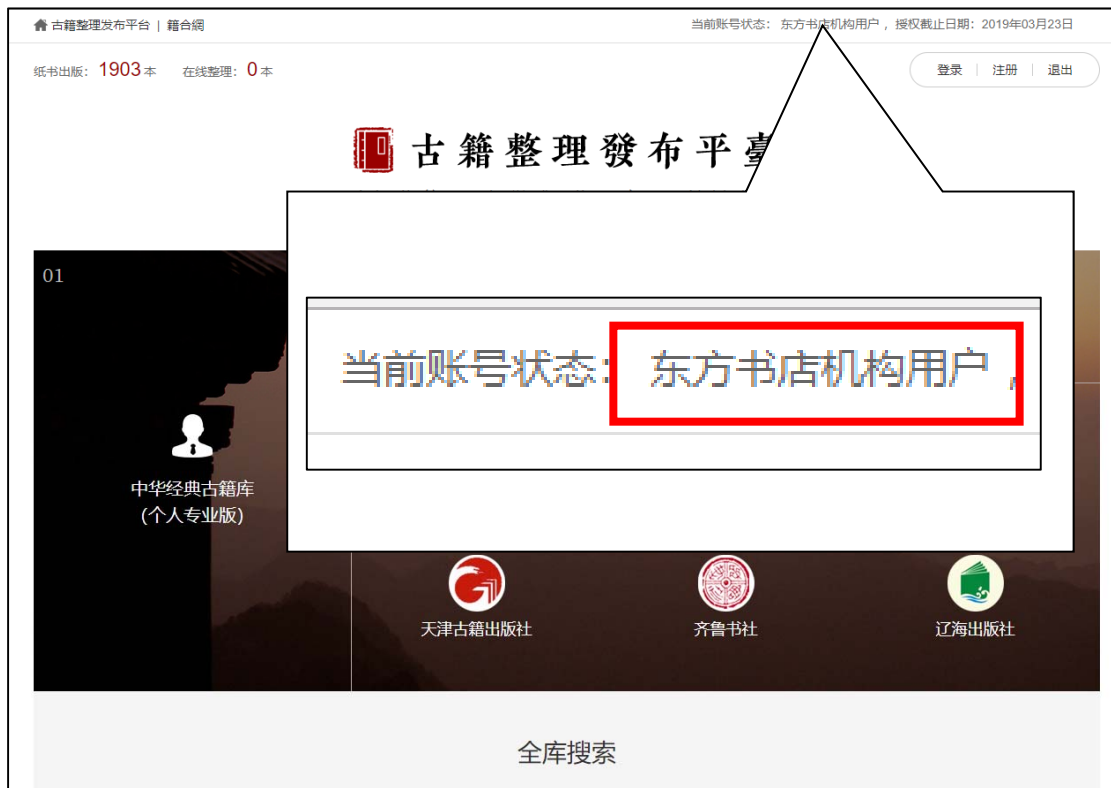 古籍整理发布平台 | 籍合網
当前账号状态： 东方书店机构用户 ，授权截止日期：2019年03月23日
纸书出版：1903本 在线整理：0本
登录 | 注册 | 退出
古籍整理發布平臺
01
当前账号状态： 东方书店机构用户 ，
中华经典古籍库
(个人专业版)
天津古籍出版社
齐鲁书社
辽海出版社
全库搜索